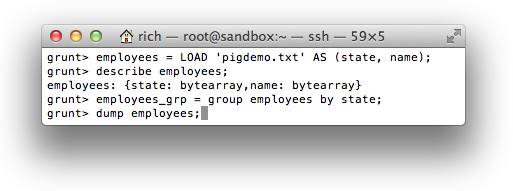 rich — root@sandbox:~ — ssh — 59×5
grunt> employees = LOAD 'pigdemo.txt' AS (state, name);
grunt> describe employees;
employees: {state: bytearray,name: bytearray}
grunt> employees_grp = group employees by state;
grunt> dump employees;